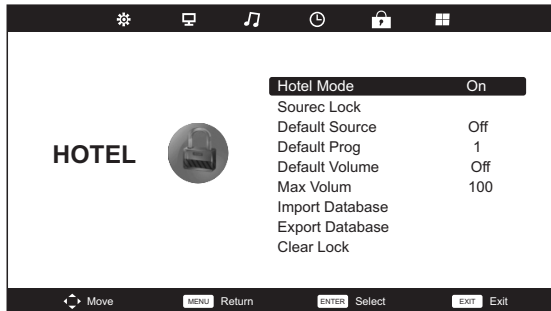 HOTEL
Hotel Mode On
Sourec Lock
Default Source Off
Default Prog 1
Default Volume Off
Max Volum 100
Import Database
Export Database
Clear Lock
Move MENU Return ENTER Select EXIT Exit